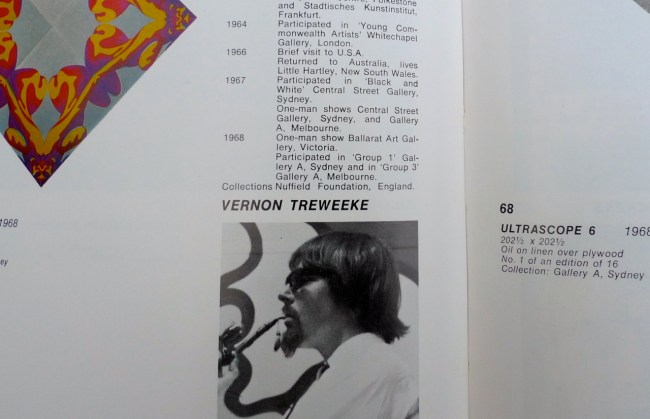 and Stadtisches Kunstinstitut,
Frankfurt.
1964 Participated in 'Young Com-
monwealth Artists' Whitechapel
Gallery, London.
1966 Brief visit to U.S.A.
Returned to Australia, lives
Little Hartley, New South Wales.
1967 Participated in 'Black and
White' Central Street Gallery,
Sydney.
One-man shows Central Street
Gallery, Sydney, and Gallery
A, Melbourne.
1968 One-man show Ballarat Art Gal-
lery, Victoria.
Participated in 'Group 1' Gal-
lery A, Sydney and in 'Group 3'
Gallery A, Melbourne.
Collections Nuffield Foundation, England.
VERNON TREWEEKE
1968
ney
68
ULTRASCOPE 6 1968
202½ x 202½
Oil on linen over plywood
No. 1 of an edition of 16
Collection: Gallery A, Sydney